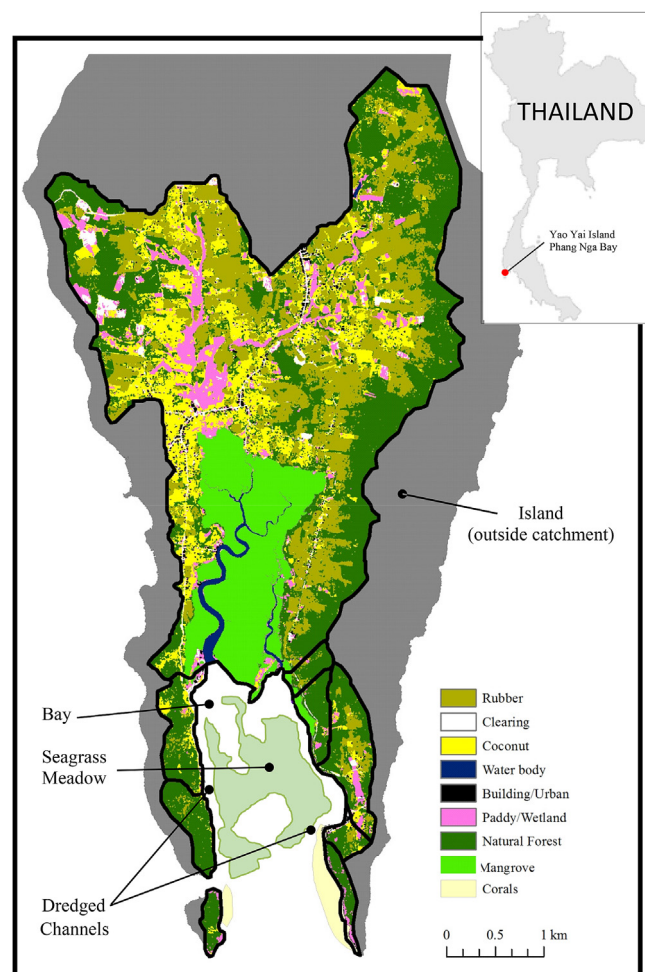 THAILAND
Yao Yai Island
Phang Nga Bay
Island
(outside catchment)
Bay
Seagrass
Meadow
Dredged
Channels
Rubber
Clearing
Coconut
Water body
Building/Urban
Paddy/Wetland
Natural Forest
Mangrove
Corals
0 0.5 1 km